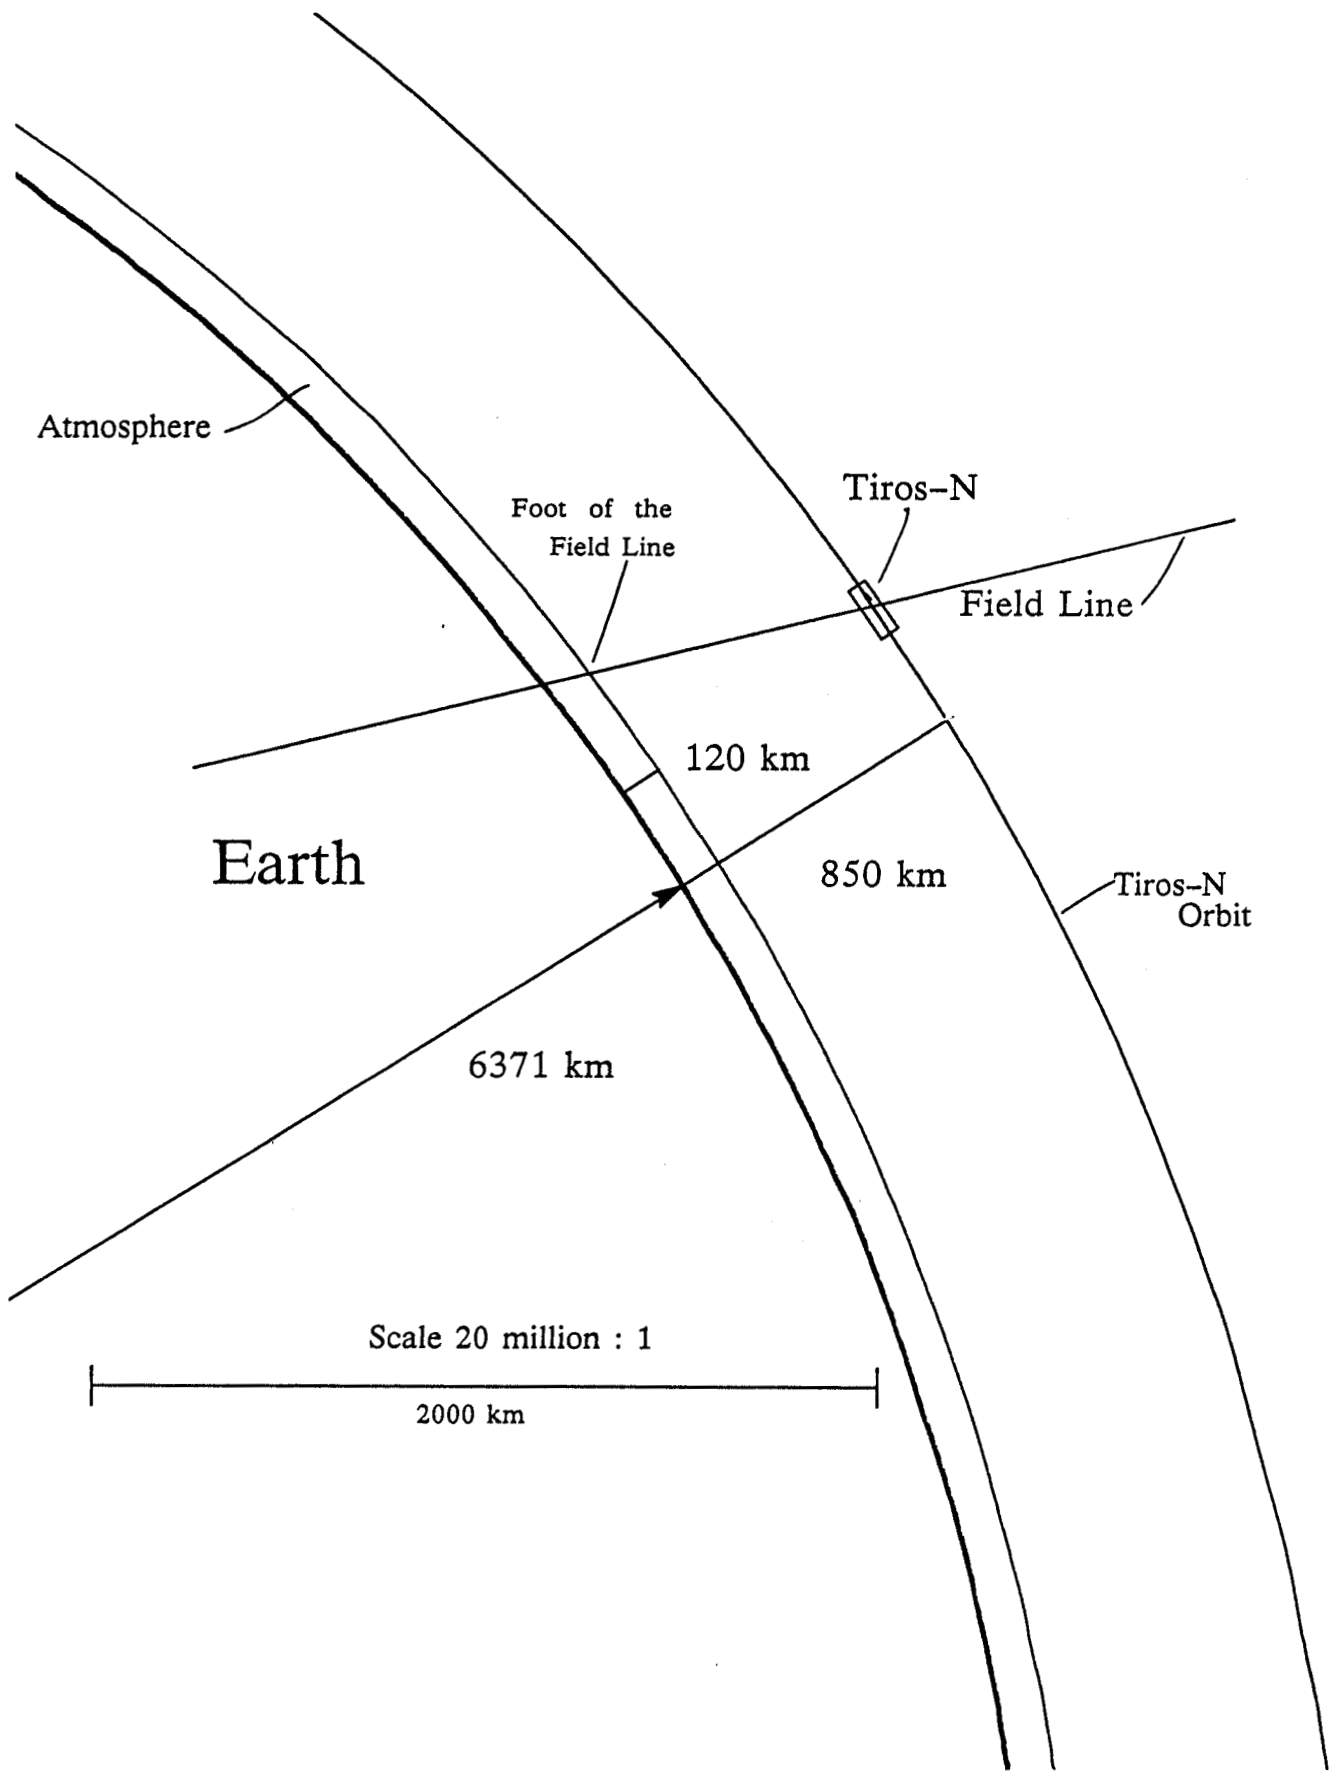 Atmosphere
Foot of the
Field Line
Tiros-N
Field Line
120 km
Earth
850 km
Tiros-N
Orbit
6371 km
Scale 20 million : 1
2000 km